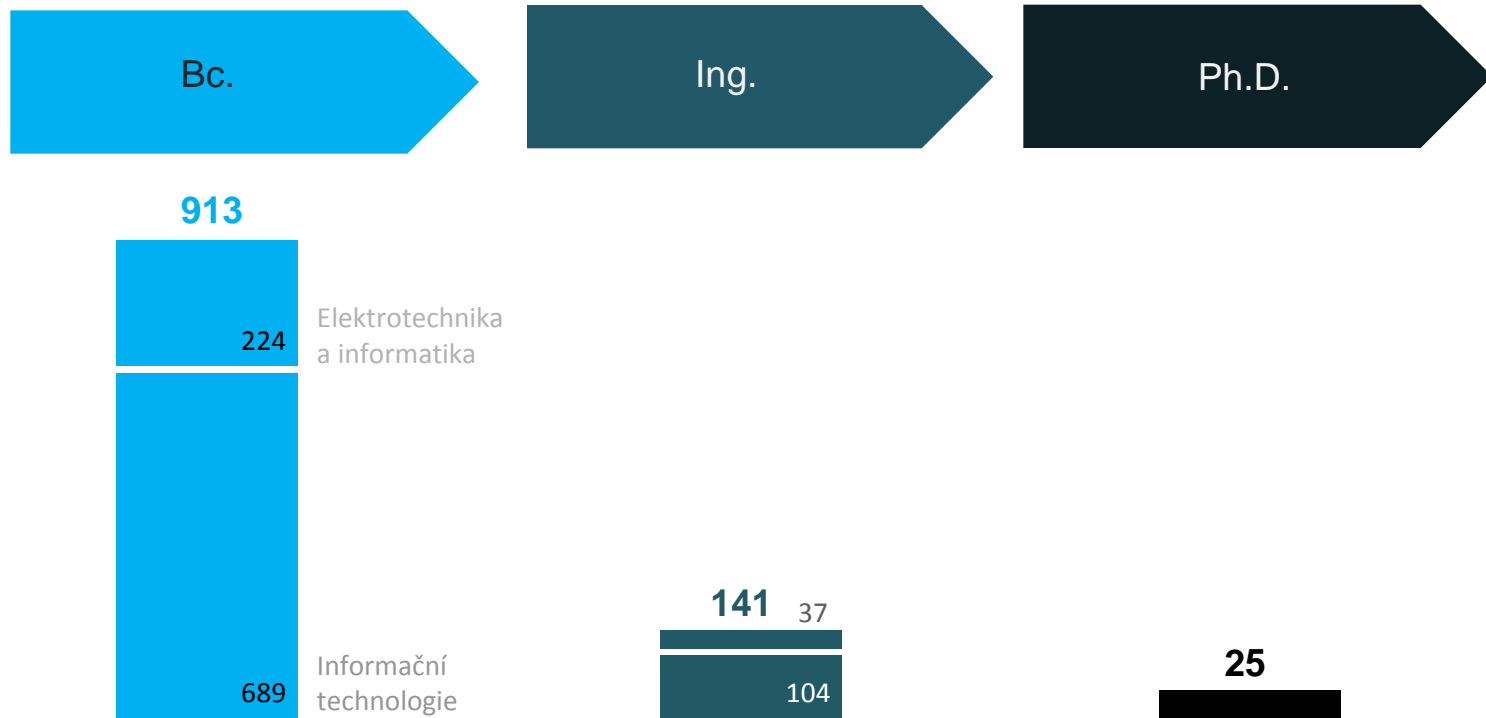 Bc.
Ing.
Ph.D.
913
224
Elektrotechnika
a informatika
689
Informační
technologie
141
37
104
25